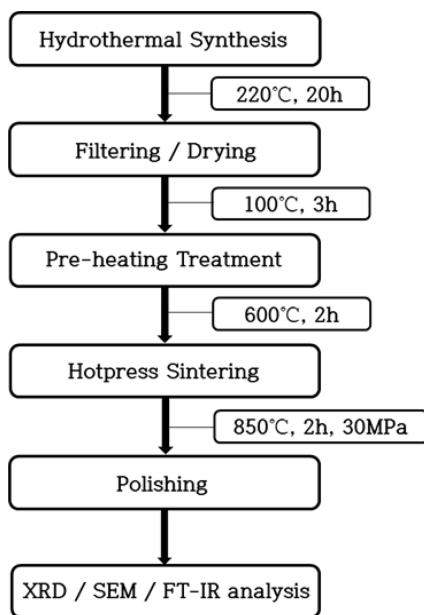 Hydrothermal Synthesis
220℃, 20h
Filtering / Drying
100℃, 3h
Pre-heating Treatment
600℃, 2h
Hotpress Sintering
850℃, 2h, 30MPa
Polishing
XRD / SEM / FT-IR analysis